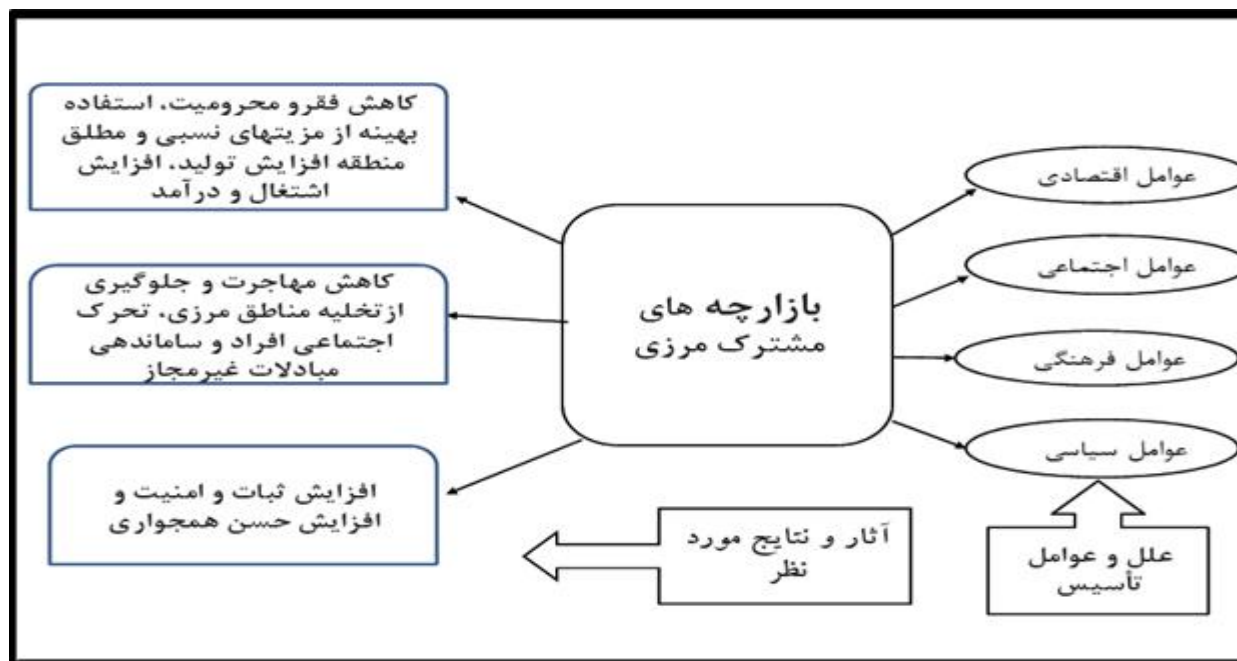 عوامل اقتصادی
عوامل اجتماعی
عوامل فرهنگی
عوامل سیاسی
علل و عوامل
تأسیس
بازارچه های
مشترک مرزی
کاهش فقرو محرومیت، استفاده
بهینه از مزیتهای نسبی و مطلق
منطقه افزایش تولید، افزایش
اشتغال و درآمد
کاهش مهاجرت و جلوگیری
ازتخلیه مناطق مرزی، تحرک
اجتماعی افراد و ساماندهی
مبادلات غیرمجاز
افزایش ثبات و امنیت و
افزایش حسن همجواری
آثار و نتایج مورد
نظر